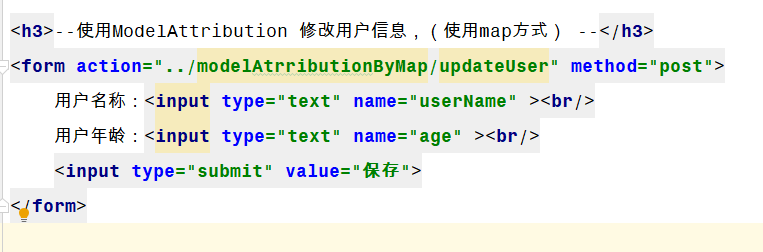 <h3>--使用ModelAttribution 修改用户信息，（使用map方式） --</h3>
<form action="../modelAtrributionByMap/updateUser" method="post">
用户名称：<input type="text" name="userName" ><br/>
用户年龄：<input type="text" name="age" ><br/>
<input type="submit" value="保存">
</form>